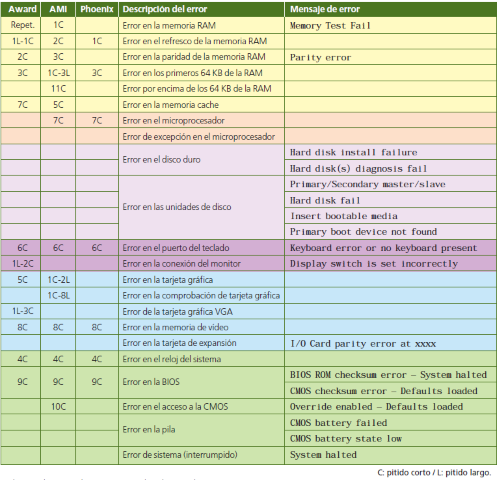 Award AMI Phoenix Descripción del error Mensaje de error
Repet. 1C Error en la memoria RAM Memory Test Fail
1L-1C 2C 1C Error en el refresco de la memoria RAM
2C 3C Error en la paridad de la memoria RAM Parity error
3C 1C-3L 3C Error en los primeros 64 KB de la RAM
11C Error por encima de los 64 KB de la RAM
7C 5C Error en la memoria cache
7C 7C Error en el microprocesador
Error de excepción en el microprocesador
Error en el disco duro Hard disk install failure
Hard disk(s) diagnosis fail
Error en las unidades de disco Primary/Secondary master/slave
Hard disk fail
Insert bootable media
Primary boot device not found
6C 6C 6C Error en el puerto del teclado Keyboard error or no keyboard present
1L-2C Error en la conexión del monitor Display switch is set incorrectly
5C 1C-2L Error en la tarjeta gráfica
1C-8L Error en la comprobación de tarjeta gráfica
1L-3C Error de la tarjeta gráfica VGA
8C 8C 8C Error en la memoria de vídeo
Error en la tarjeta de expansión I/O Card parity error at xxxx
4C 4C 4C Error en el reloj del sistema
9C 9C 9C Error en la BIOS BIOS ROM checksum error – System halted
CMOS checksum error – Defaults loaded
10C Error en el acceso a la CMOS Override enabled – Defaults loaded
Error en la pila CMOS battery failed
CMOS battery state low
Error de sistema (interrumpido) System halted
C: pitido corto / L: pitido largo.